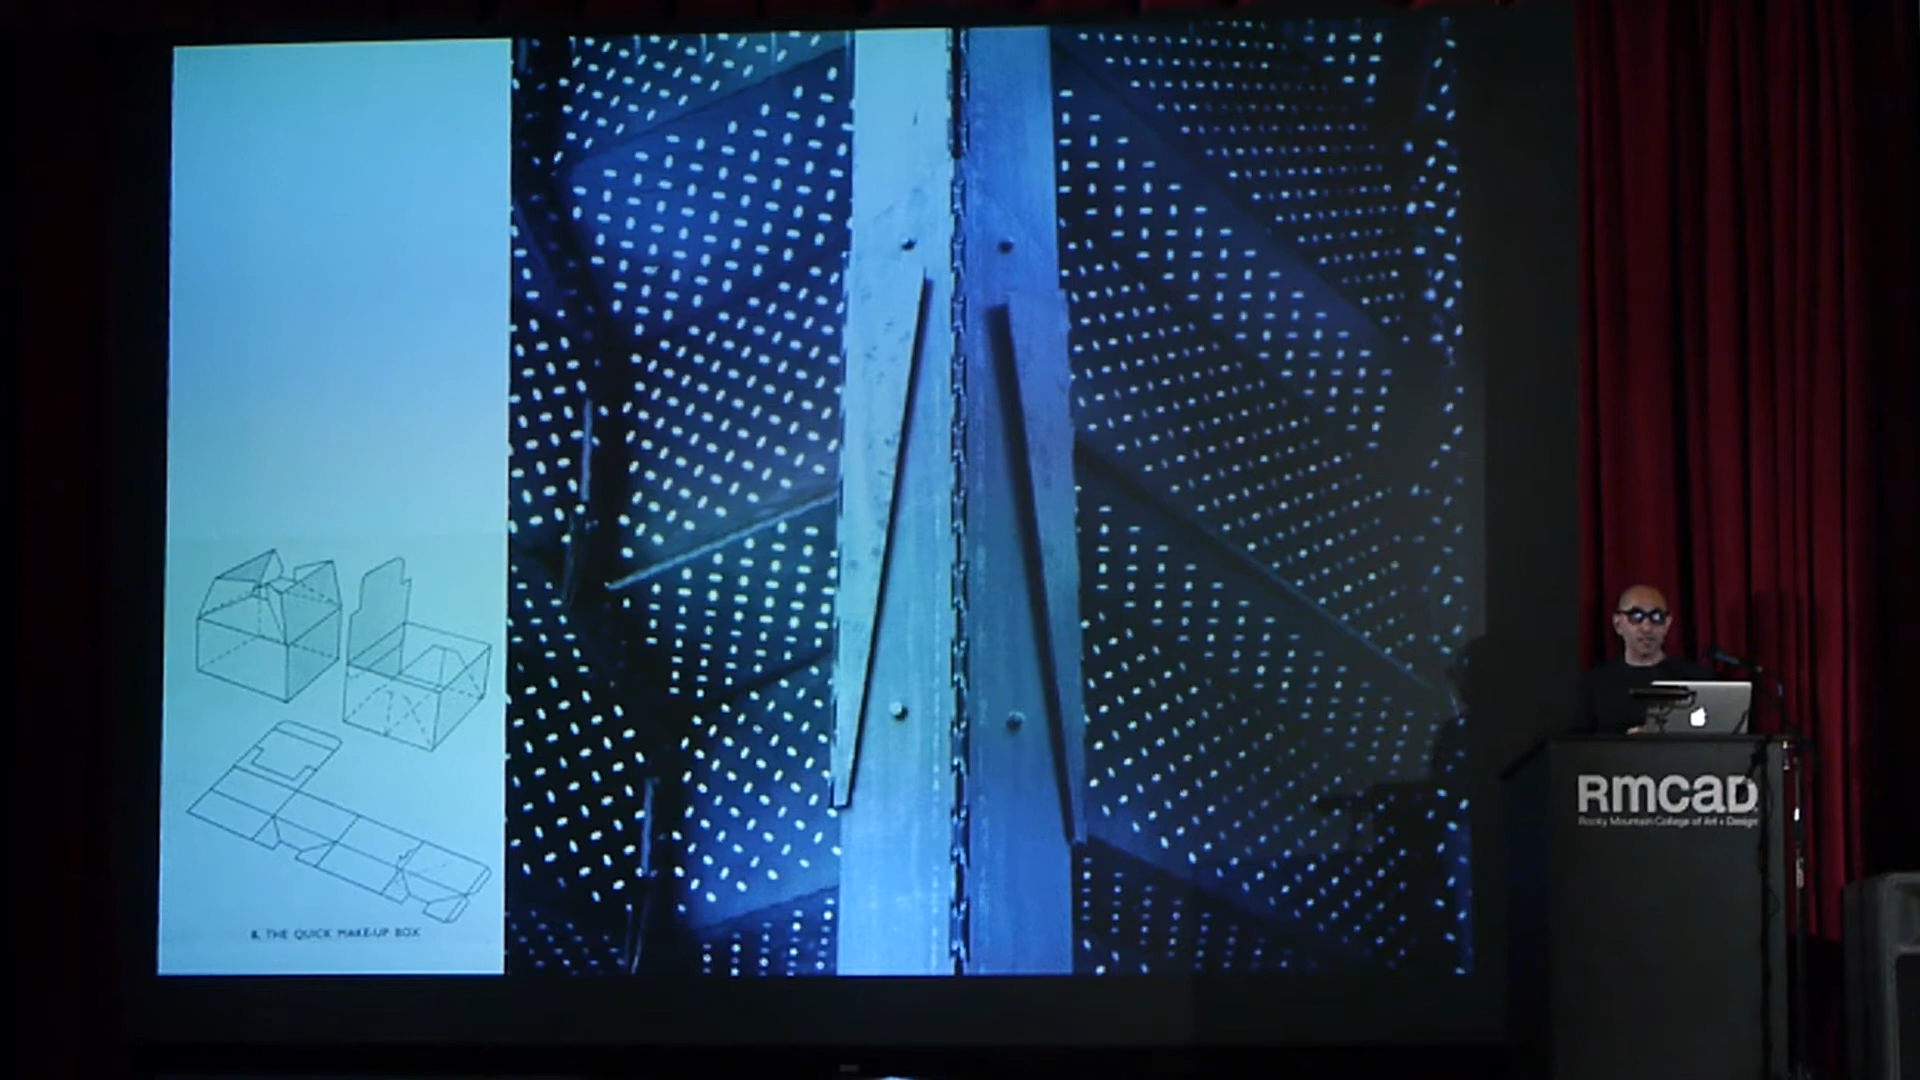 8. THE QUICK MAKE-UP BOX
RMCAD
Rocky Mountain College of Art + Design